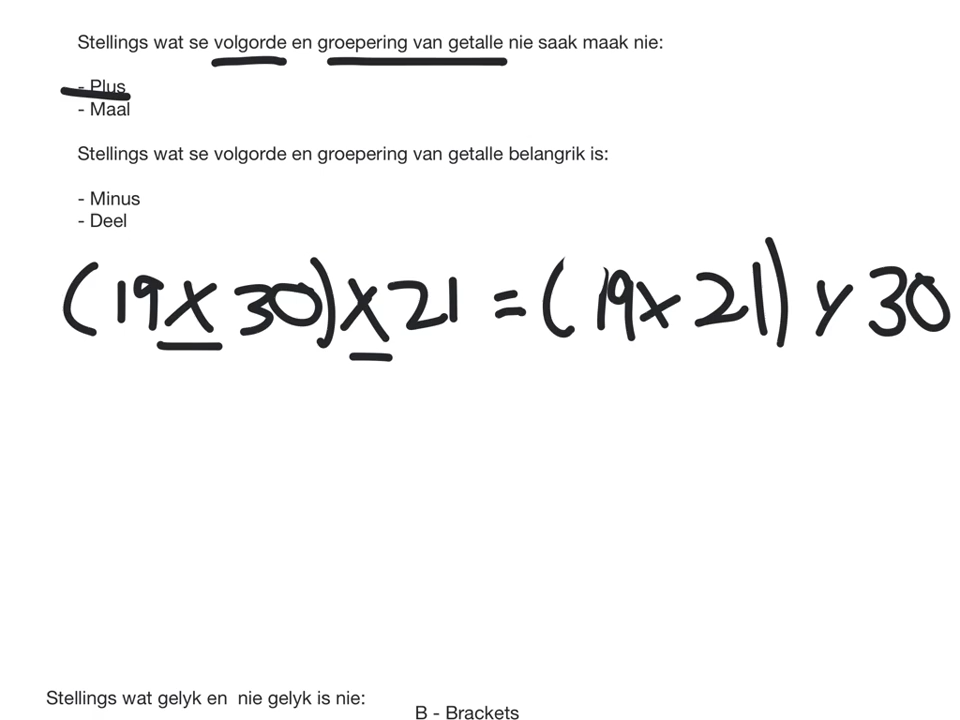 Stellings wat se volgorde en groepering van getalle nie saak maak nie:
- Plus
- Maal
Stellings wat se volgorde en groepering van getalle belangrik is:
- Minus
- Deel
(19 x 30) x 21 = (19 x 21) x 30
Stellings wat gelyk en nie gelyk is nie:
B - Brackets